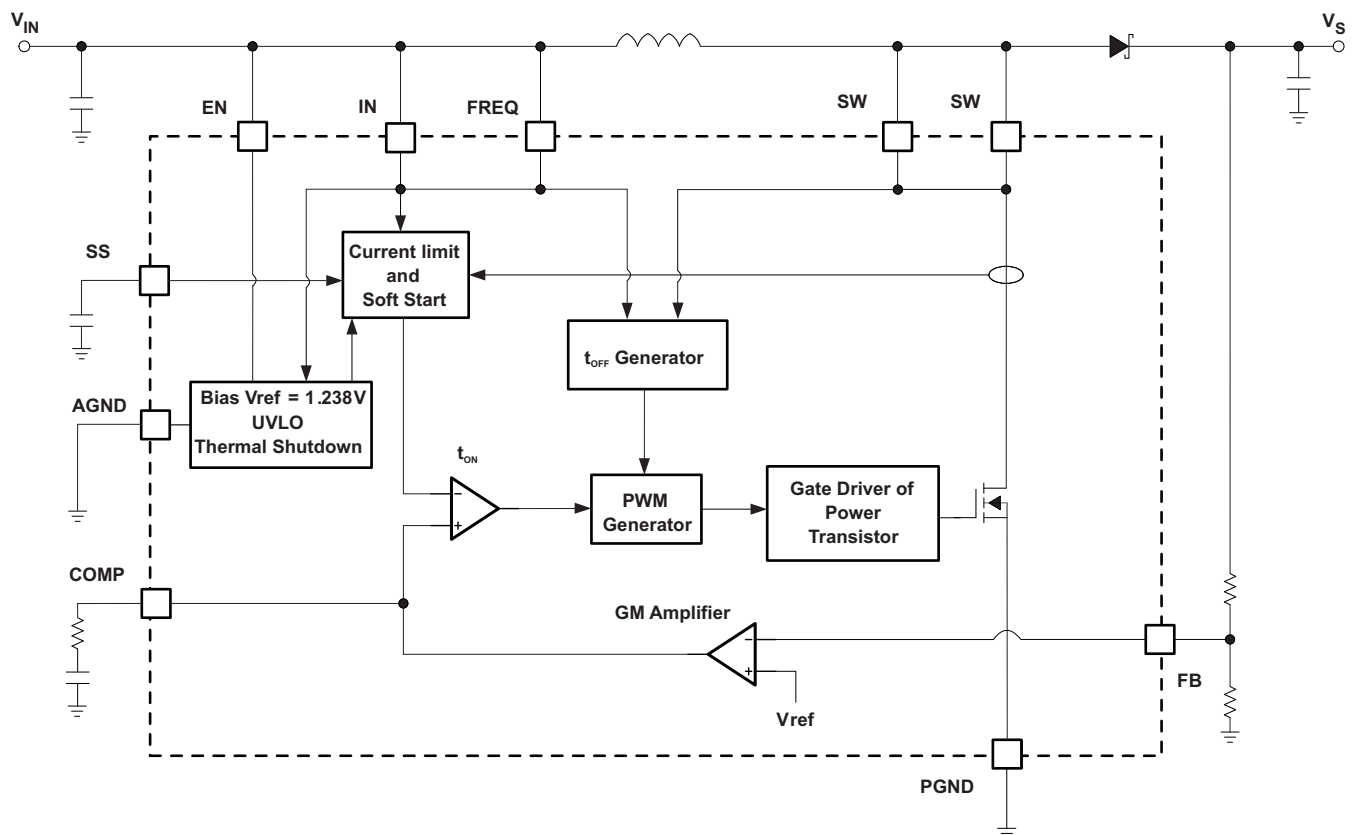 VIN
VS
EN
IN
FREQ
SW
SW
SS
Current limit
and
Soft Start
tOFF Generator
AGND
Bias Vref = 1.238V
UVLO
Thermal Shutdown
tON
−
+
PWM
Generator
Gate Driver of
Power
Transistor
COMP
GM Amplifier
−
+
Vref
FB
PGND